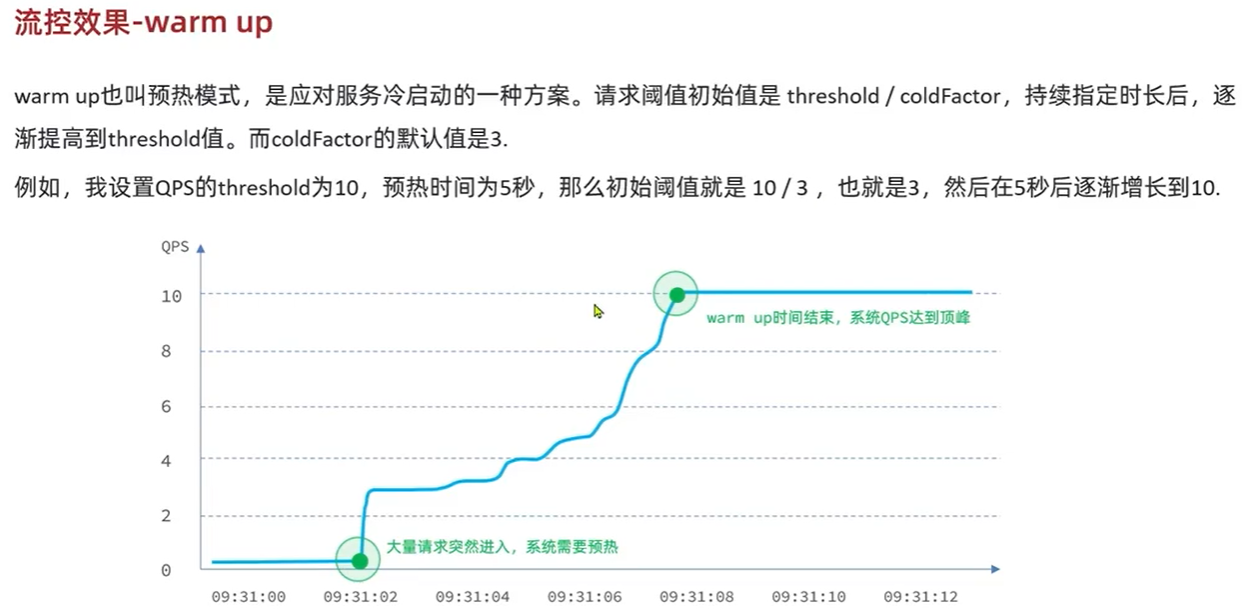 流控效果-warm up
warm up也叫预热模式，是应对服务冷启动的一种方案。请求阈值初始值是 threshold / coldFactor，持续指定时长后，逐
渐提高到threshold值。而coldFactor的默认值是3.
例如，我设置QPS的threshold为10，预热时间为5秒，那么初始阈值就是 10 / 3 ，也就是3，然后在5秒后逐渐增长到10.
QPS
10
warm up时间结束，系统QPS达到顶峰
8
6
4
2
大量请求突然进入，系统需要预热
0
09:31:00 09:31:02 09:31:04 09:31:06 09:31:08 09:31:10 09:31:12